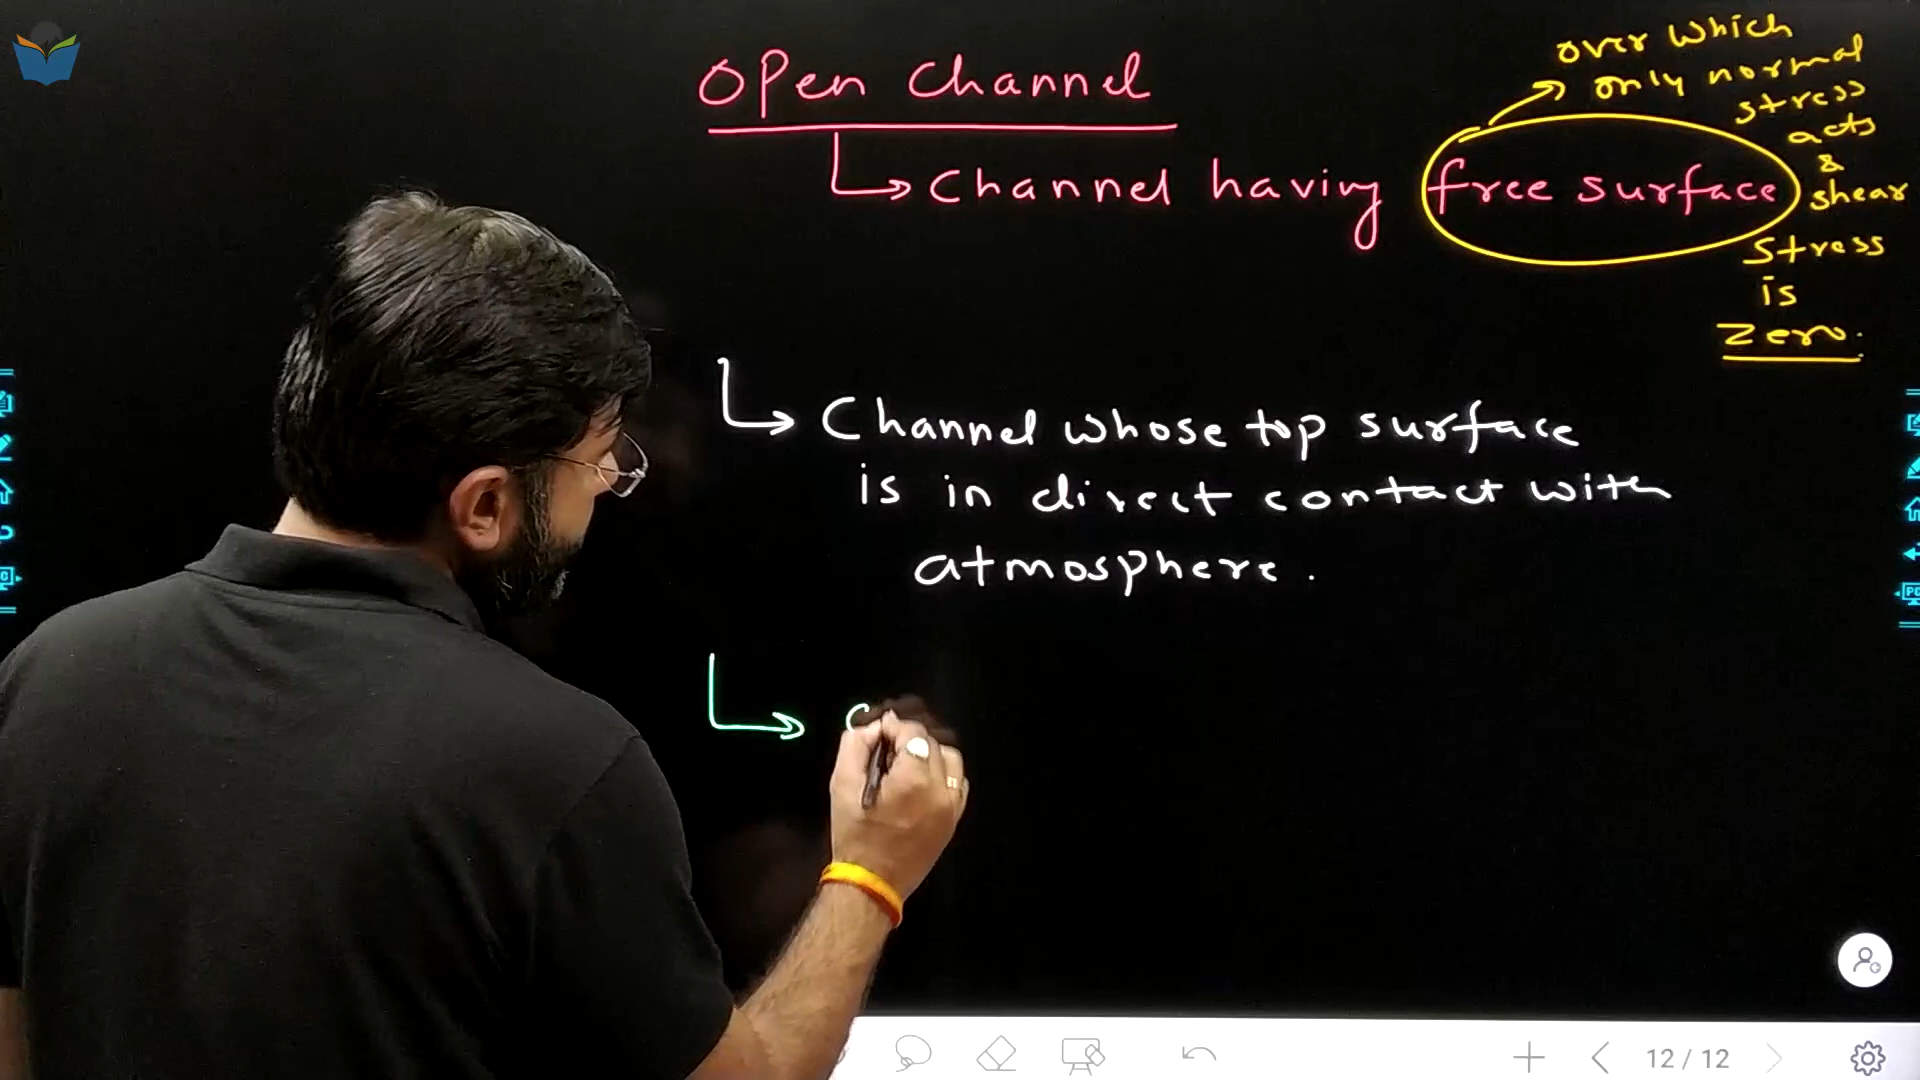 Open Channel
Channel having free surface
over which
only normal
stress
acts
&
shear
stress
is
zero.
Channel whose top surface
is in direct contact with
atmosphere.
12 / 12